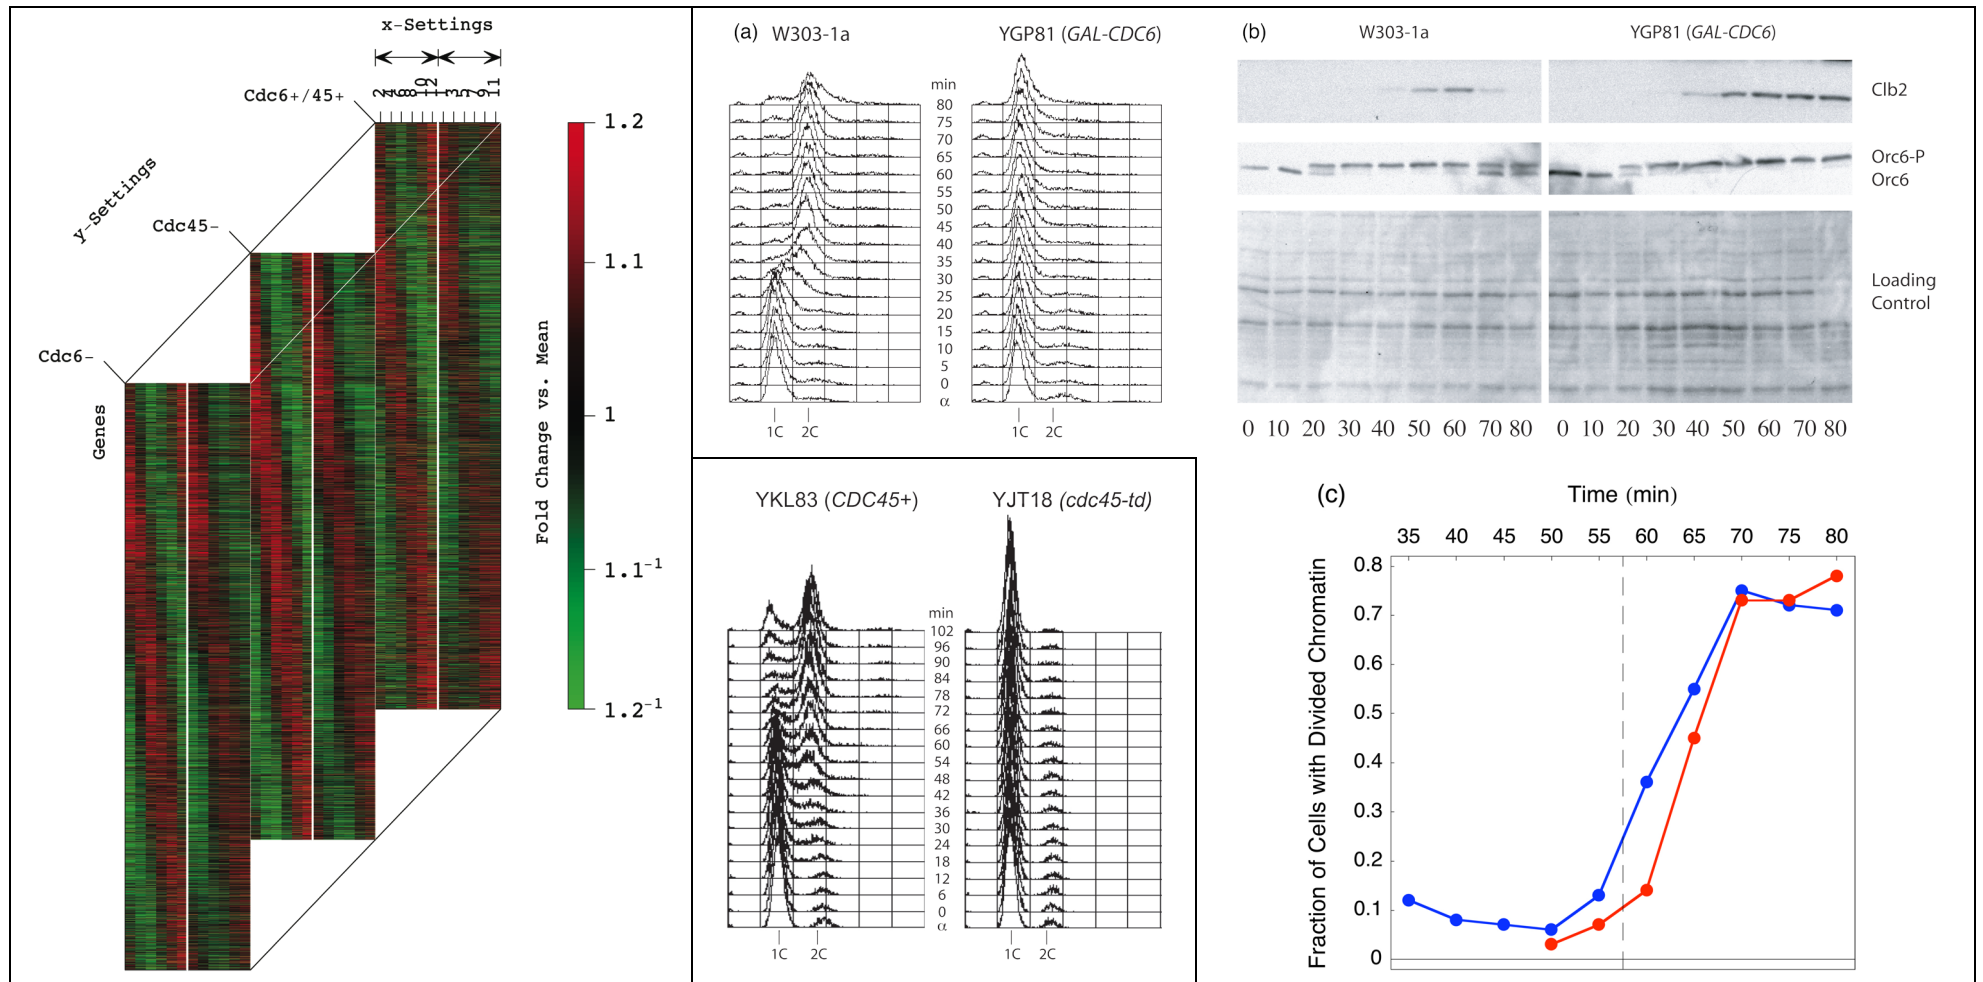 x-Settings
2 4 6 8 10 12 1 3 5 7 9 11
Cdc6+/45+
y-Settings
Cdc45-
Cdc6-
Genes
Fold Change vs. Mean
1.2
1.1
1
1.1⁻¹
1.2⁻¹
(a) W303-1a YGP81 (GAL-CDC6)
min
80
75
70
65
60
55
50
45
40
35
30
25
20
15
10
5
0
α
1C 2C 1C 2C
YKL83 (CDC45+) YJT18 (cdc45-td)
min
102
96
90
84
78
72
66
60
54
48
42
36
30
24
18
12
6
0
α
1C 2C 1C 2C
(b) W303-1a YGP81 (GAL-CDC6)
Clb2
Orc6-P
Orc6
Loading
Control
0 10 20 30 40 50 60 70 80 0 10 20 30 40 50 60 70 80
(c) Time (min)
35 40 45 50 55 60 65 70 75 80
Fraction of Cells with Divided Chromatin
0.8
0.7
0.6
0.5
0.4
0.3
0.2
0.1
0